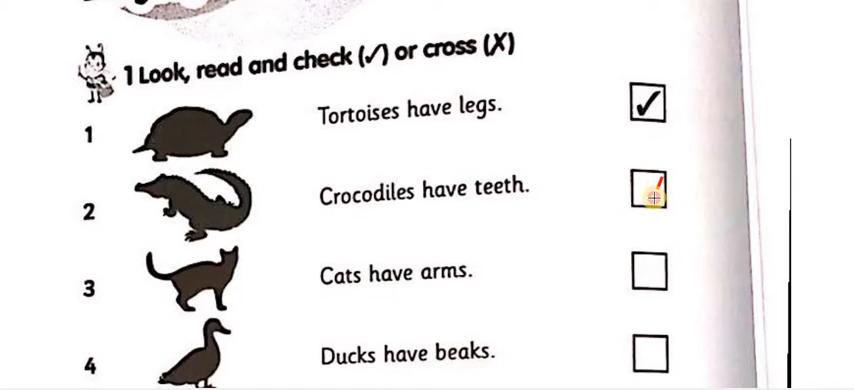 1 Look, read and check (✓) or cross (X)
1 Tortoises have legs. ✓
2 Crocodiles have teeth.
3 Cats have arms.
4 Ducks have beaks.